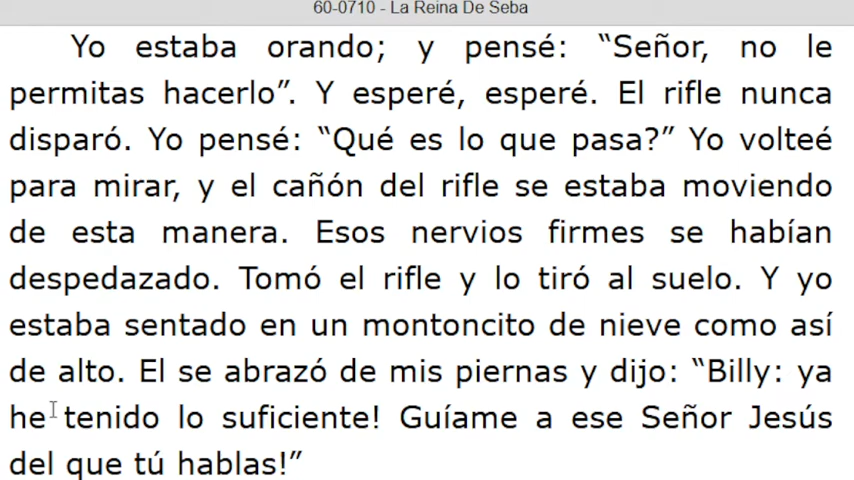 60-0710 - La Reina De Seba
Yo estaba orando; y pensé: “Señor, no le
permitas hacerlo”. Y esperé, esperé. El rifle nunca
disparó. Yo pensé: “Qué es lo que pasa?” Yo volteé
para mirar, y el cañón del rifle se estaba moviendo
de esta manera. Esos nervios firmes se habían
despedazado. Tomó el rifle y lo tiró al suelo. Y yo
estaba sentado en un montoncito de nieve como así
de alto. El se abrazó de mis piernas y dijo: “Billy: ya
he tenido lo suficiente! Guíame a ese Señor Jesús
del que tú hablas!”